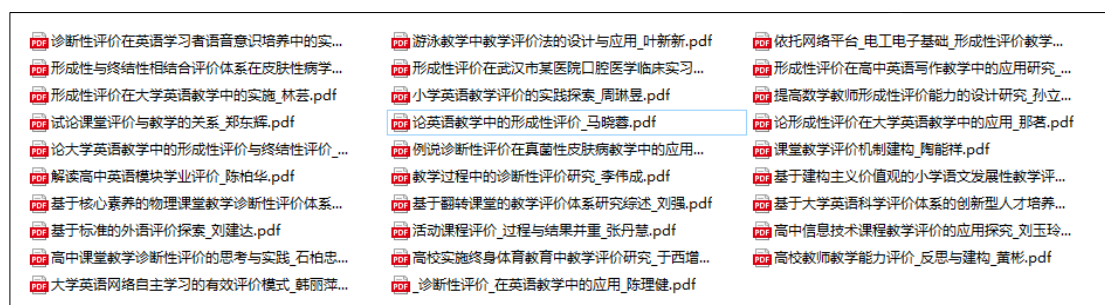 诊断性评价在英语学习者语音意识培养中的实...
形成性与终结性相结合评价体系在皮肤性病学...
形成性评价在大学英语教学中的实施_林芸.pdf
试论课堂评价与教学的关系_郑东辉.pdf
论大学英语教学中的形成性评价与终结性评价_...
解读高中英语模块学业评价_陈柏华.pdf
基于核心素养的物理课堂教学诊断性评价体系...
基于标准的外语评价探索_刘建达.pdf
高中课堂教学诊断性评价的思考与实践_石柏忠...
大学英语网络自主学习的有效评价模式_韩丽萍...
游泳教学中教学评价法的设计与应用_叶新新.pdf
形成性评价在武汉市某医院口腔医学临床实习...
小学英语教学评价的实践探索_周琳昱.pdf
论英语教学中的形成性评价_马晓蓉.pdf
例说诊断性评价在真菌性皮肤病教学中的应用...
教学过程中的诊断性评价研究_李伟成.pdf
基于翻转课堂的教学评价体系研究综述_刘强.pdf
活动课程评价_过程与结果并重_张丹慧.pdf
高校实施终身体育教育中教学评价研究_于西增...
_诊断性评价_在英语教学中的应用_陈理健.pdf
依托网络平台_电工电子基础_形成性评价教学...
形成性评价在高中英语写作教学中的应用研究_...
提高数学教师形成性评价能力的设计研究_孙立...
论形成性评价在大学英语教学中的应用_那茗.pdf
课堂教学评价机制建构_陶能祥.pdf
基于建构主义价值观的小学语文发展性教学评...
基于大学英语科学评价体系的创新型人才培养...
高中信息技术课程教学评价的应用探究_刘玉玲...
高校教师教学能力评价_反思与建构_黄彬.pdf